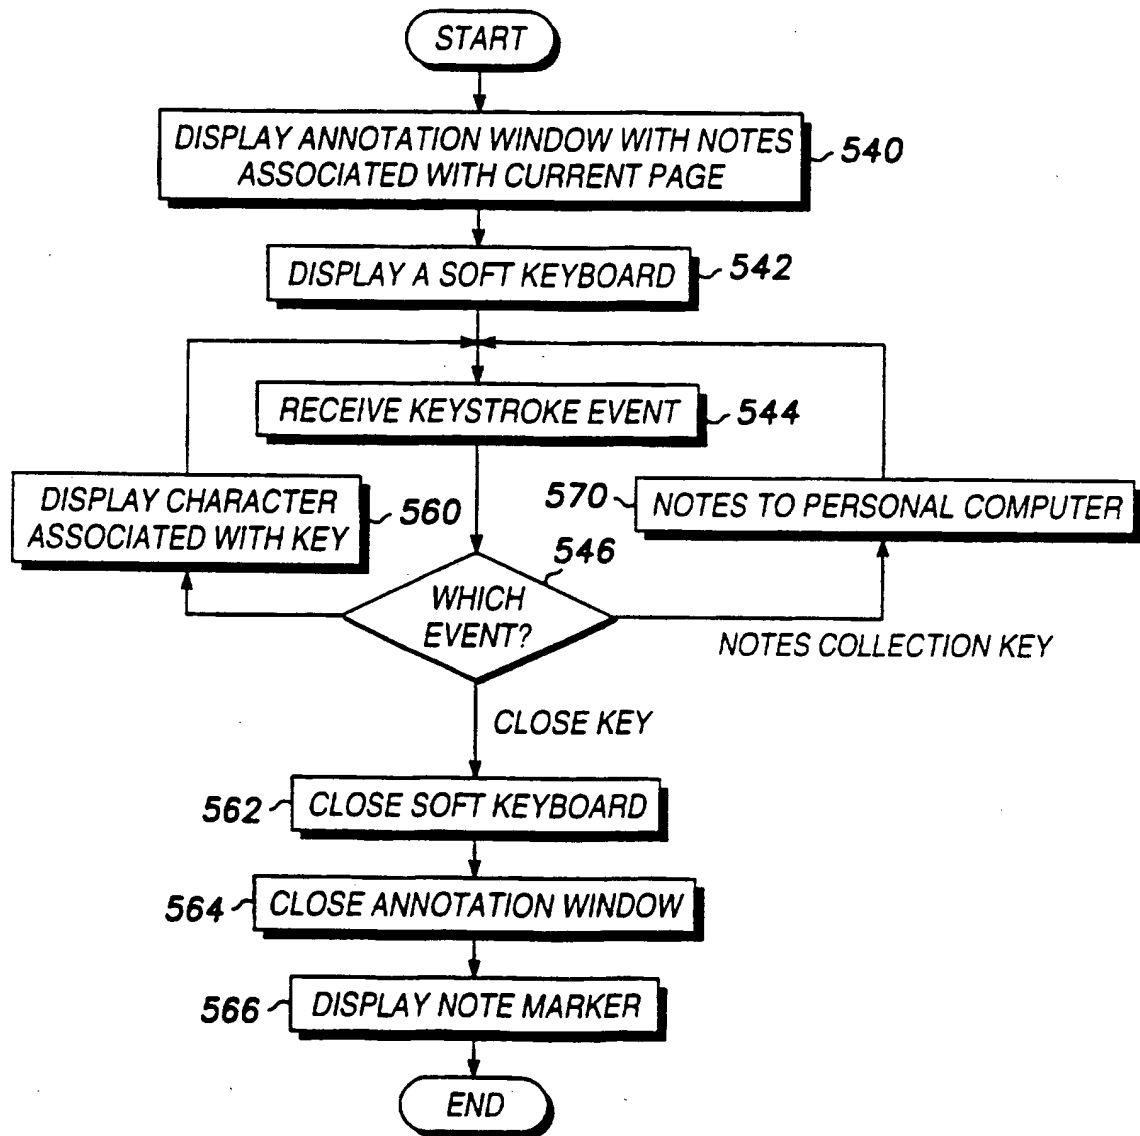 START
DISPLAY ANNOTATION WINDOW WITH NOTES
ASSOCIATED WITH CURRENT PAGE
540
DISPLAY A SOFT KEYBOARD
542
RECEIVE KEYSTROKE EVENT
544
DISPLAY CHARACTER
ASSOCIATED WITH KEY
560
570
NOTES TO PERSONAL COMPUTER
546
WHICH
EVENT?
NOTES COLLECTION KEY
CLOSE KEY
562
CLOSE SOFT KEYBOARD
564
CLOSE ANNOTATION WINDOW
566
DISPLAY NOTE MARKER
END